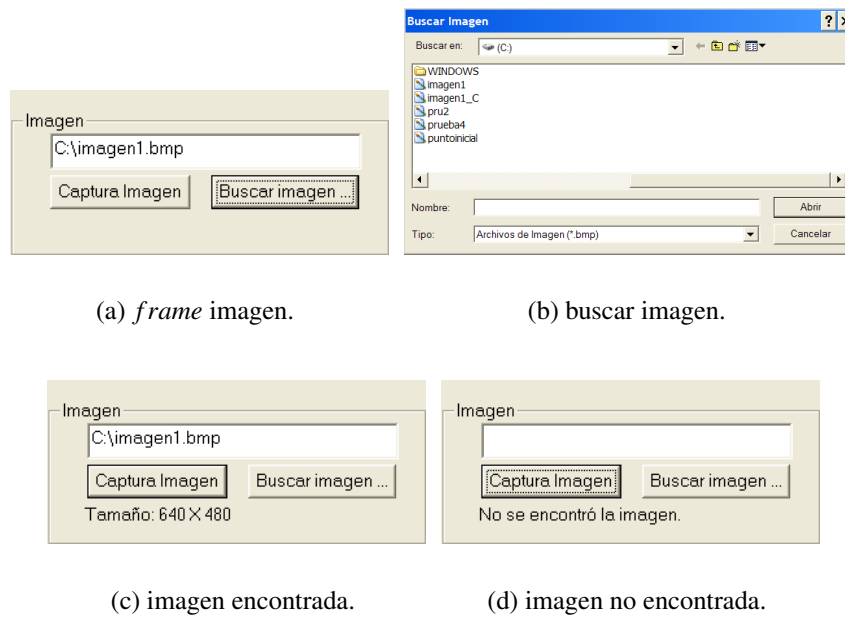 Imagen
C:\imagen1.bmp
Captura Imagen
Buscar imagen ...
Buscar Imagen
?
Buscar en:
(C:)
WINDOWS
imagen1
imagen1_C
pru2
prueba4
puntoinicial
Nombre:
Abrir
Tipo:
Archivos de Imagen (*.bmp)
Cancelar
(a) frame imagen.
(b) buscar imagen.
Imagen
C:\imagen1.bmp
Captura Imagen
Buscar imagen ...
Tamaño: 640 X 480
Imagen
Captura Imagen
Buscar imagen ...
No se encontró la imagen.
(c) imagen encontrada.
(d) imagen no encontrada.